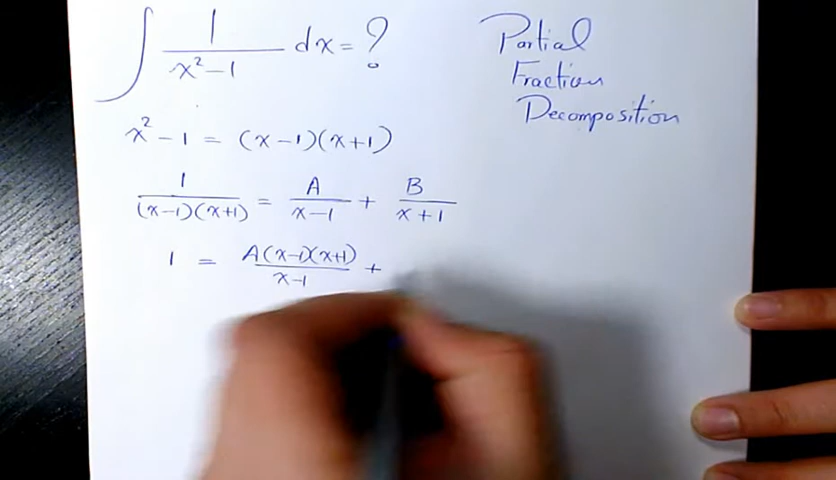 ∫ 1/(x² − 1) dx = ?
Partial
Fraction
Decomposition
x² − 1 = (x − 1)(x + 1)
1/((x−1)(x+1)) = A/(x−1) + B/(x+1)
1 = A(x−1)(x+1)/(x−1) +